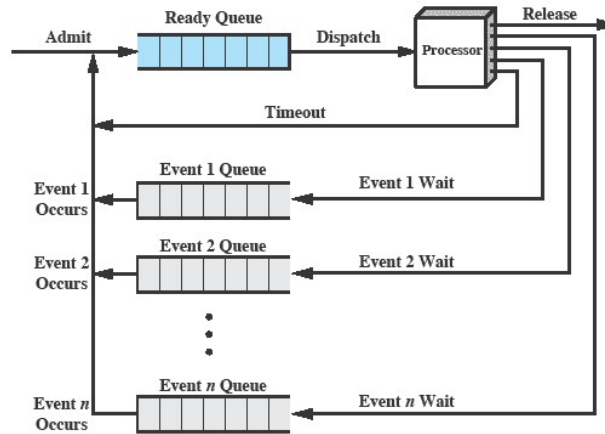 Ready Queue
Release
Admit
Dispatch
Processor
Timeout
Event 1 Queue
Event 1
Occurs
Event 1 Wait
Event 2 Queue
Event 2
Occurs
Event 2 Wait
Event n Queue
Event n
Occurs
Event n Wait